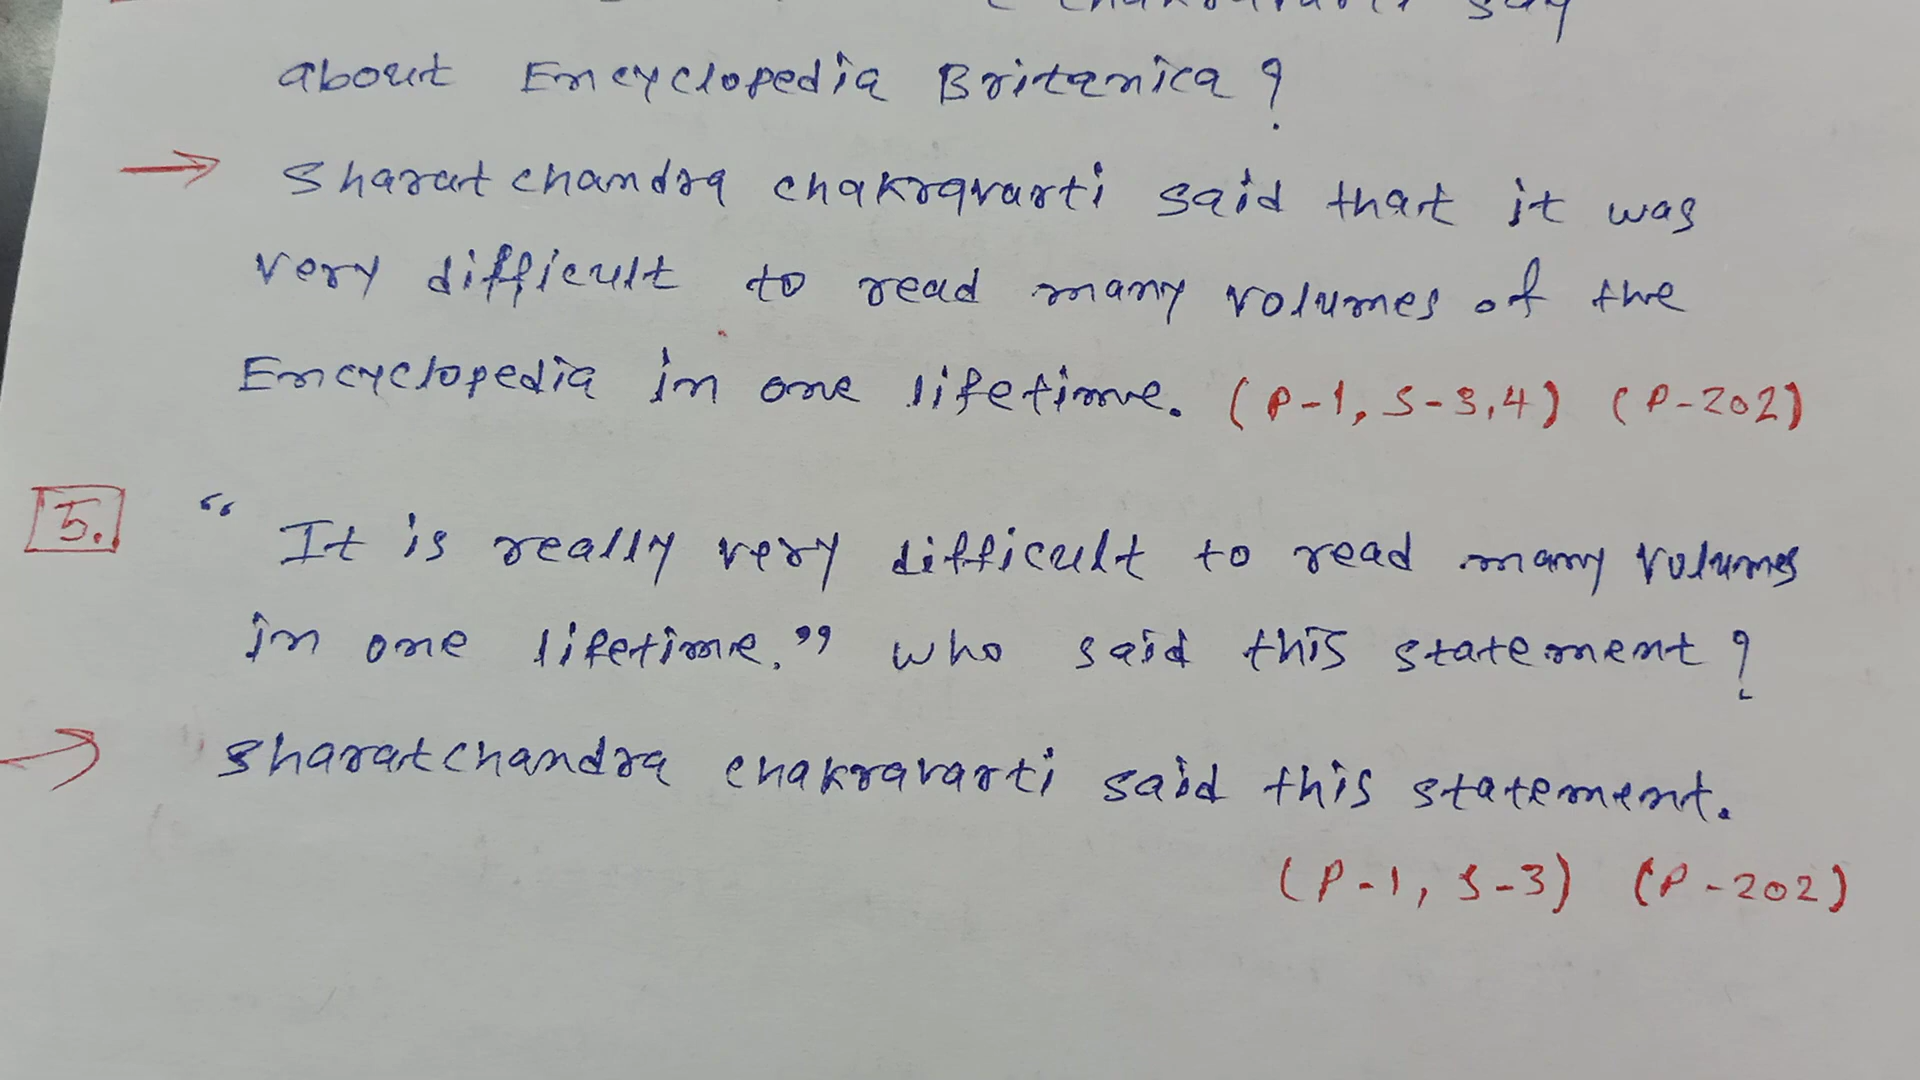 say
about Encyclopedia Britanica?
→ Sharatchandra chakravarti said that it was
very difficult to read many volumes of the
Encyclopedia in one lifetime. (P-1, S-3,4) (P-202)
5. "It is really very difficult to read many volumes
in one lifetime." who said this statement?
→ Sharatchandra chakravarti said this statement.
(P-1, S-3) (P-202)